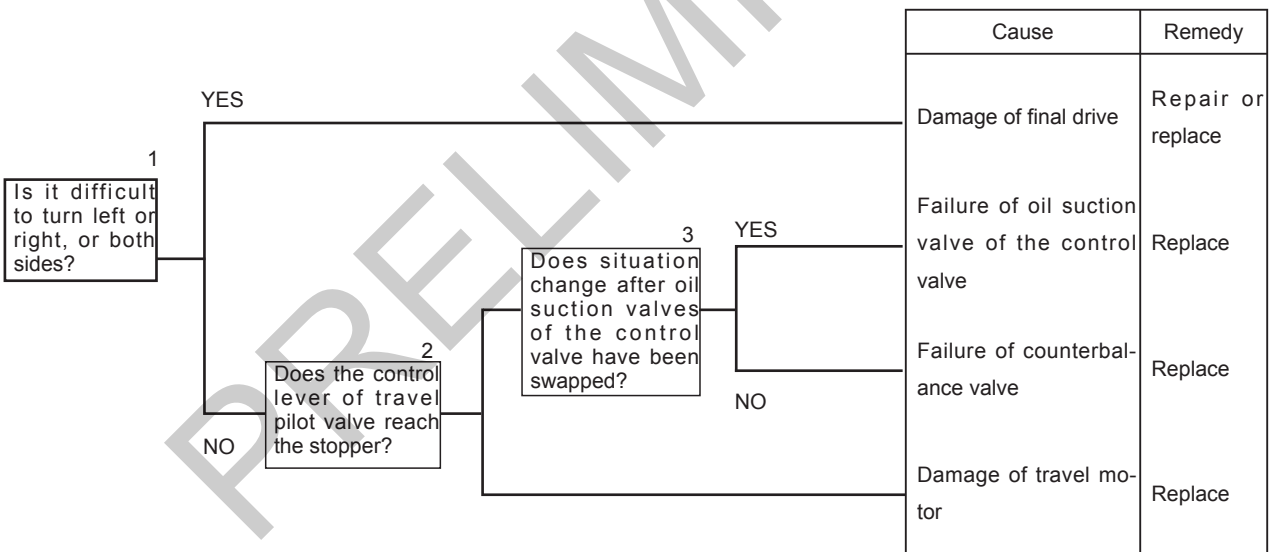 Cause
Remedy
YES
Damage of final drive
Repair or
replace
1
Is it difficult
to turn left or
right, or both
sides?
Failure of oil suction
valve of the control
valve
Replace
3
YES
Does situation
change after oil
suction valves
of the control
valve have been
swapped?
2
Does the control
lever of travel
pilot valve reach
the stopper?
Failure of counterbal-
ance valve
Replace
NO
NO
Damage of travel mo-
tor
Replace